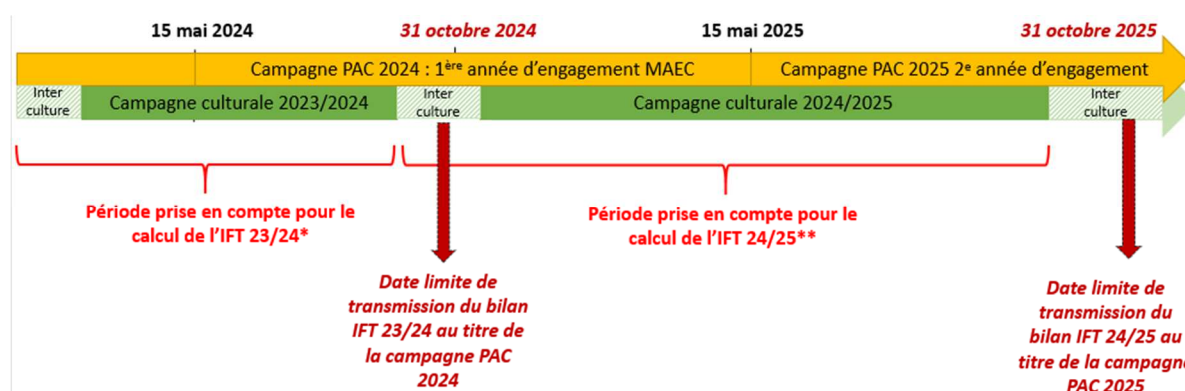 15 mai 2024
31 octobre 2024
15 mai 2025
31 octobre 2025
Campagne PAC 2024 : 1ère année d'engagement MAEC
Campagne PAC 2025 2e année d'engagement
Inter
culture
Campagne culturale 2023/2024
Inter
culture
Campagne culturale 2024/2025
Inter
culture
Période prise en compte pour le
calcul de l'IFT 23/24*
Période prise en compte pour le
calcul de l'IFT 24/25**
Date limite de
transmission du bilan
IFT 23/24 au titre de
la campagne PAC
2024
Date limite de
transmission du
bilan IFT 24/25 au
titre de la campagne
PAC 2025